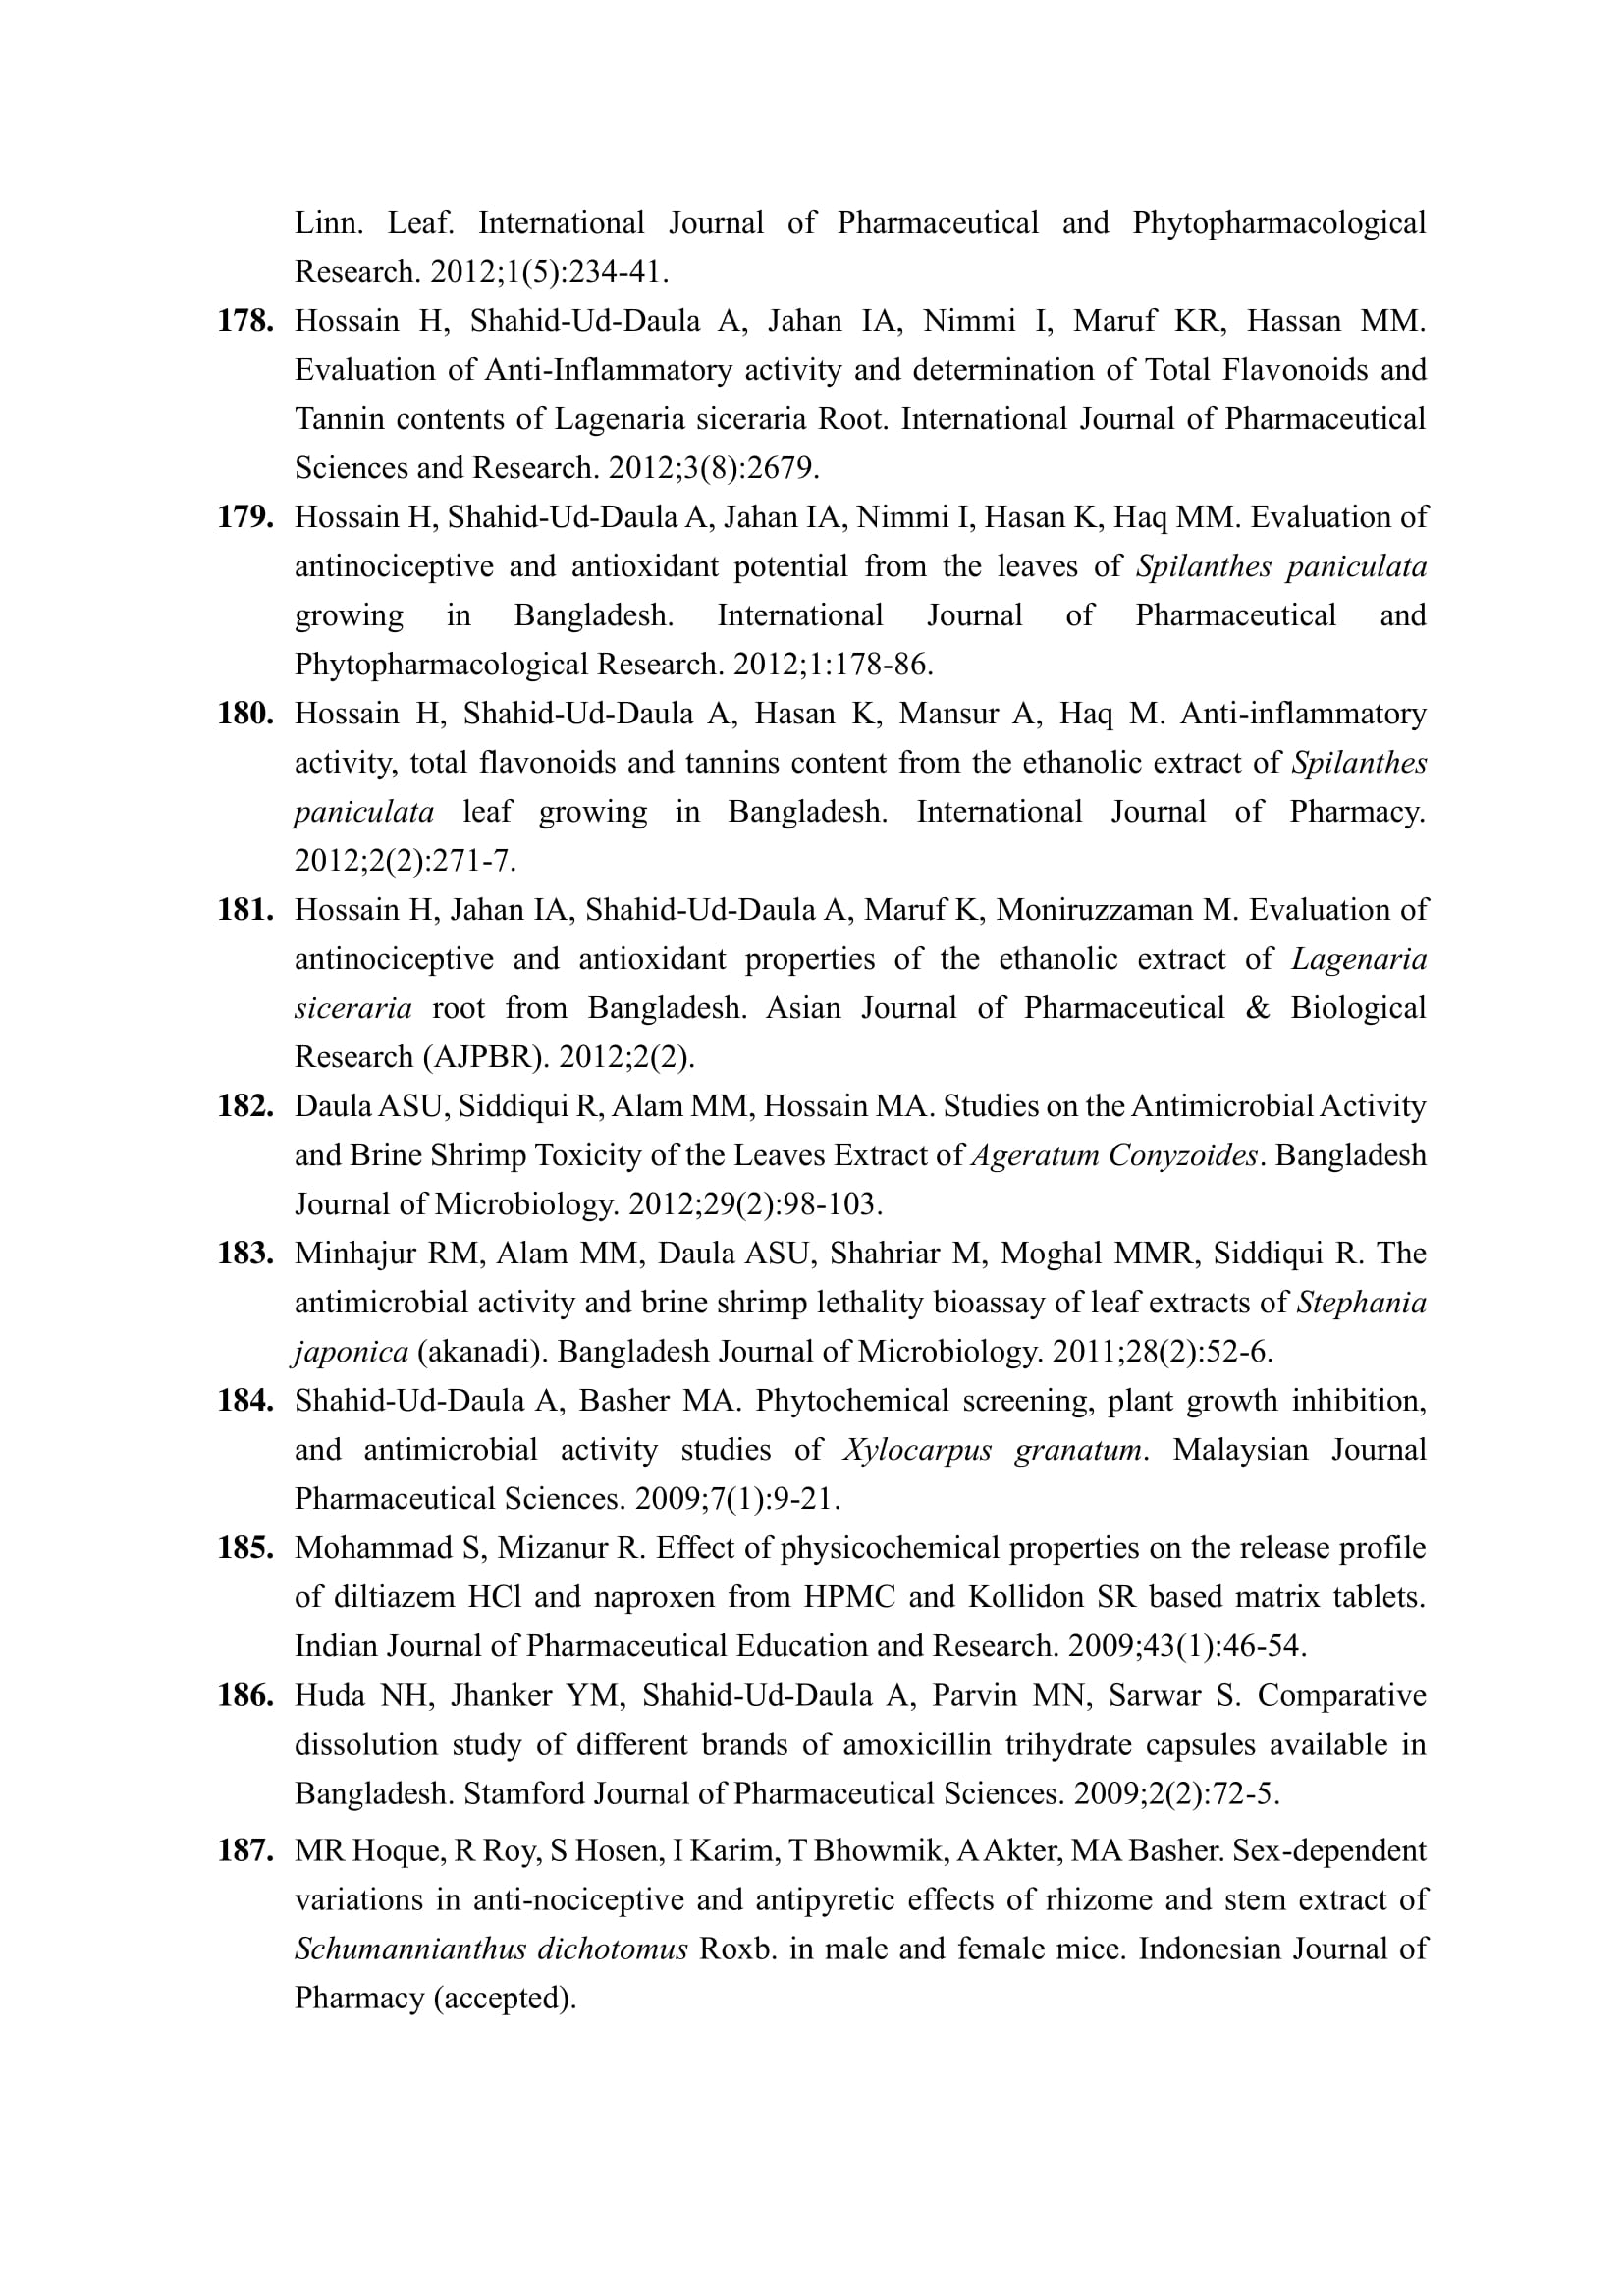 Linn. Leaf. International Journal of Pharmaceutical and Phytopharmacological
Research. 2012;1(5):234-41.
178. Hossain H, Shahid-Ud-Daula A, Jahan IA, Nimmi I, Maruf KR, Hassan MM.
Evaluation of Anti-Inflammatory activity and determination of Total Flavonoids and
Tannin contents of Lagenaria siceraria Root. International Journal of Pharmaceutical
Sciences and Research. 2012;3(8):2679.
179. Hossain H, Shahid-Ud-Daula A, Jahan IA, Nimmi I, Hasan K, Haq MM. Evaluation of
antinociceptive and antioxidant potential from the leaves of Spilanthes paniculata
growing in Bangladesh. International Journal of Pharmaceutical and
Phytopharmacological Research. 2012;1:178-86.
180. Hossain H, Shahid-Ud-Daula A, Hasan K, Mansur A, Haq M. Anti-inflammatory
activity, total flavonoids and tannins content from the ethanolic extract of Spilanthes
paniculata leaf growing in Bangladesh. International Journal of Pharmacy.
2012;2(2):271-7.
181. Hossain H, Jahan IA, Shahid-Ud-Daula A, Maruf K, Moniruzzaman M. Evaluation of
antinociceptive and antioxidant properties of the ethanolic extract of Lagenaria
siceraria root from Bangladesh. Asian Journal of Pharmaceutical & Biological
Research (AJPBR). 2012;2(2).
182. Daula ASU, Siddiqui R, Alam MM, Hossain MA. Studies on the Antimicrobial Activity
and Brine Shrimp Toxicity of the Leaves Extract of Ageratum Conyzoides. Bangladesh
Journal of Microbiology. 2012;29(2):98-103.
183. Minhajur RM, Alam MM, Daula ASU, Shahriar M, Moghal MMR, Siddiqui R. The
antimicrobial activity and brine shrimp lethality bioassay of leaf extracts of Stephania
japonica (akanadi). Bangladesh Journal of Microbiology. 2011;28(2):52-6.
184. Shahid-Ud-Daula A, Basher MA. Phytochemical screening, plant growth inhibition,
and antimicrobial activity studies of Xylocarpus granatum. Malaysian Journal
Pharmaceutical Sciences. 2009;7(1):9-21.
185. Mohammad S, Mizanur R. Effect of physicochemical properties on the release profile
of diltiazem HCl and naproxen from HPMC and Kollidon SR based matrix tablets.
Indian Journal of Pharmaceutical Education and Research. 2009;43(1):46-54.
186. Huda NH, Jhanker YM, Shahid-Ud-Daula A, Parvin MN, Sarwar S. Comparative
dissolution study of different brands of amoxicillin trihydrate capsules available in
Bangladesh. Stamford Journal of Pharmaceutical Sciences. 2009;2(2):72-5.
187. MR Hoque, R Roy, S Hosen, I Karim, T Bhowmik, A Akter, MA Basher. Sex-dependent
variations in anti-nociceptive and antipyretic effects of rhizome and stem extract of
Schumannianthus dichotomus Roxb. in male and female mice. Indonesian Journal of
Pharmacy (accepted).